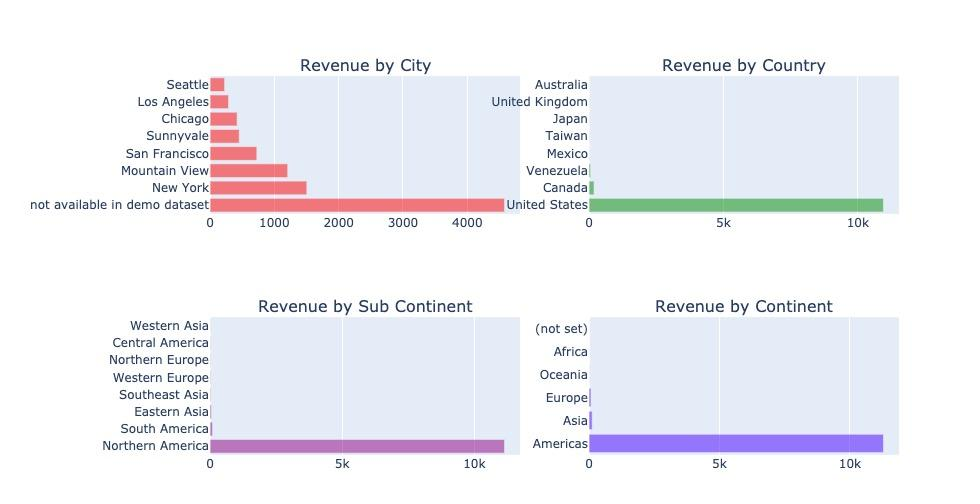 Revenue by City
Seattle
Los Angeles
Chicago
Sunnyvale
San Francisco
Mountain View
New York
not available in demo dataset
0 1000 2000 3000 4000
Revenue by Country
Australia
United Kingdom
Japan
Taiwan
Mexico
Venezuela
Canada
United States
0 5k 10k
Revenue by Sub Continent
Western Asia
Central America
Northern Europe
Western Europe
Southeast Asia
Eastern Asia
South America
Northern America
0 5k 10k
Revenue by Continent
(not set)
Africa
Oceania
Europe
Asia
Americas
0 5k 10k